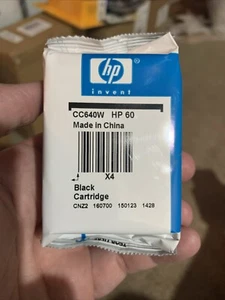 hp
invent
CC640W HP 60
Made in China
X4
Black
Cartridge
CNZ2 160700 150123 1428